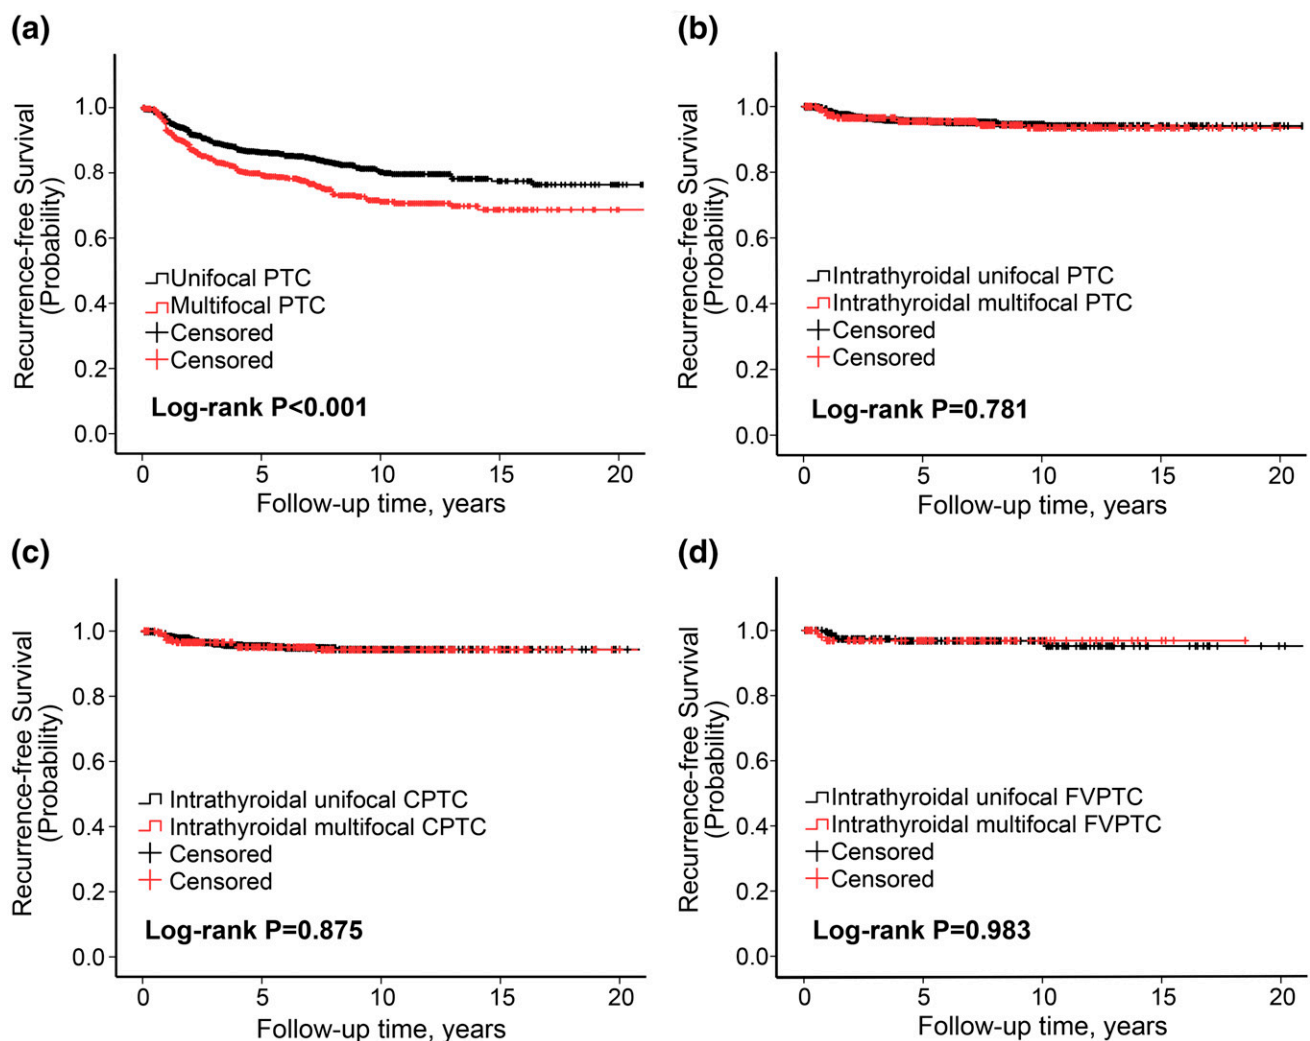 (a)
Recurrence-free Survival
(Probability)
1.0
0.8
0.6
0.4
0.2
0.0
Unifocal PTC
Multifocal PTC
Censored
Censored
Log-rank P<0.001
0 5 10 15 20
Follow-up time, years
(b)
Recurrence-free Survival
(Probability)
1.0
0.8
0.6
0.4
0.2
0.0
Intrathyroidal unifocal PTC
Intrathyroidal multifocal PTC
Censored
Censored
Log-rank P=0.781
0 5 10 15 20
Follow-up time, years
(c)
Recurrence-free Survival
(Probability)
1.0
0.8
0.6
0.4
0.2
0.0
Intrathyroidal unifocal CPTC
Intrathyroidal multifocal CPTC
Censored
Censored
Log-rank P=0.875
0 5 10 15 20
Follow-up time, years
(d)
Recurrence-free Survival
(Probability)
1.0
0.8
0.6
0.4
0.2
0.0
Intrathyroidal unifocal FVPTC
Intrathyroidal multifocal FVPTC
Censored
Censored
Log-rank P=0.983
0 5 10 15 20
Follow-up time, years